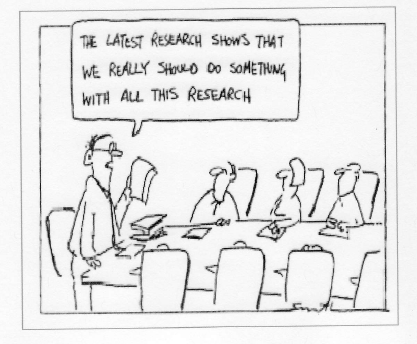 THE LATEST RESEARCH SHOWS THAT
WE REALLY SHOULD DO SOMETHING
WITH ALL THIS RESEARCH